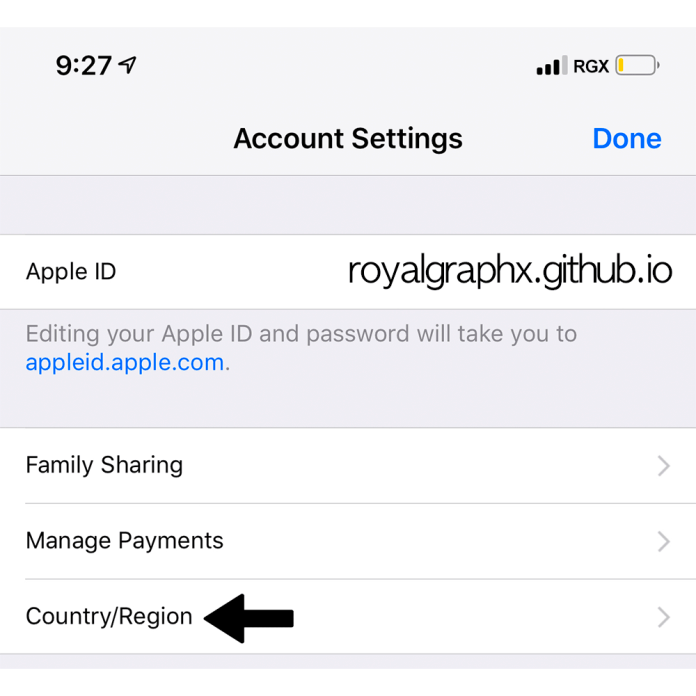 9:27 RGX
Account Settings Done
Apple ID royalgraphx.github.io
Editing your Apple ID and password will take you to
appleid.apple.com.
Family Sharing
Manage Payments
Country/Region